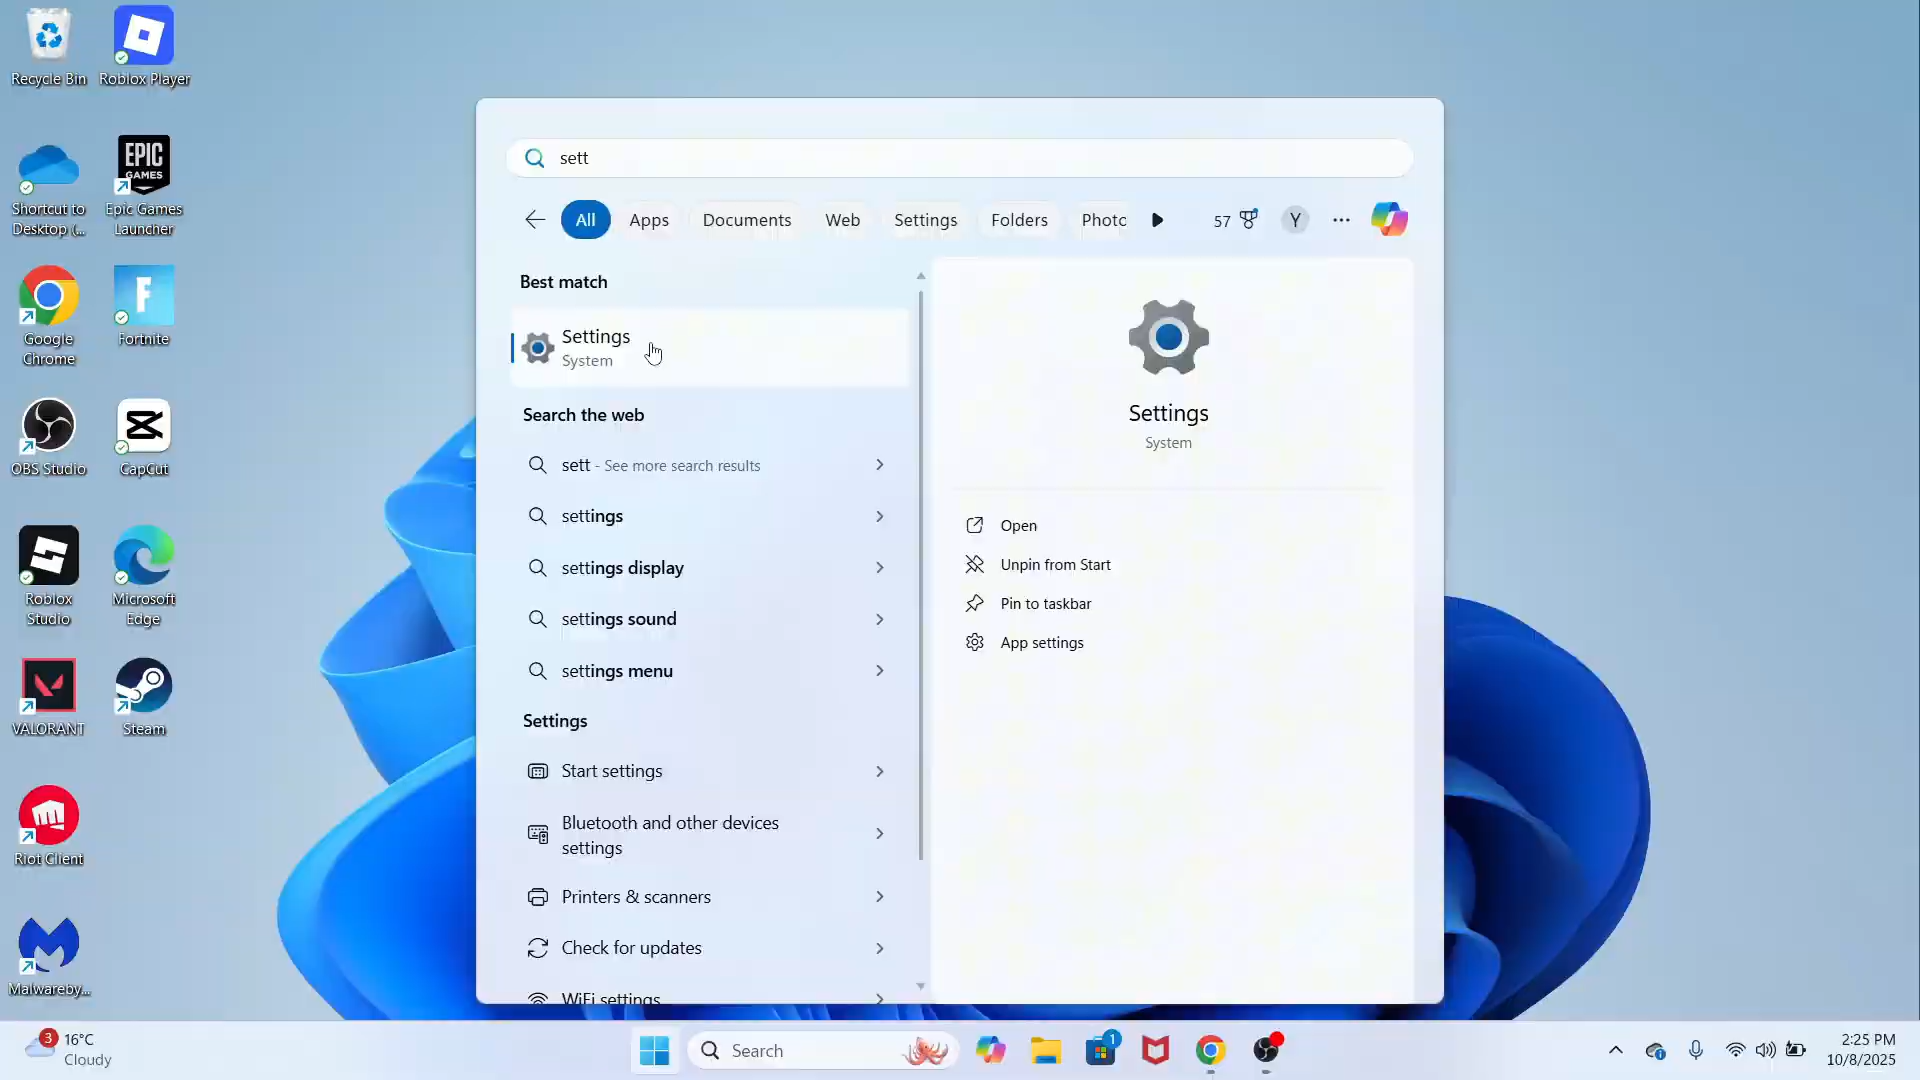 Recycle Bin
Roblox Player
Shortcut to
Desktop (...
EPIC
GAMES
Epic Games
Launcher
Google
Chrome
Fortnite
OBS Studio
CapCut
Roblox
Studio
Microsoft
Edge
VALORANT
Steam
Riot Client
Malwareby...
sett
All
Apps
Documents
Web
Settings
Folders
Photo
57
Y
Best match
Settings
System
Search the web
sett - See more search results
settings
settings display
settings sound
settings menu
Settings
Start settings
Bluetooth and other devices
settings
Printers & scanners
Check for updates
WiFi settings
Settings
System
Open
Unpin from Start
Pin to taskbar
App settings
3
16°C
Cloudy
Search
1
2:25 PM
10/8/2025